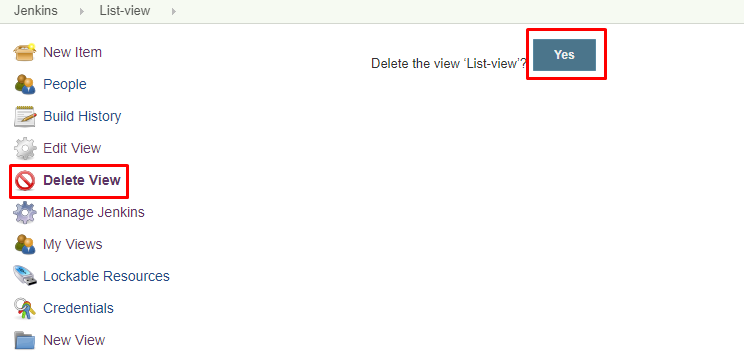 Jenkins List-view
New Item
People
Build History
Edit View
Delete View
Manage Jenkins
My Views
Lockable Resources
Credentials
New View
Delete the view ‘List-view’? Yes